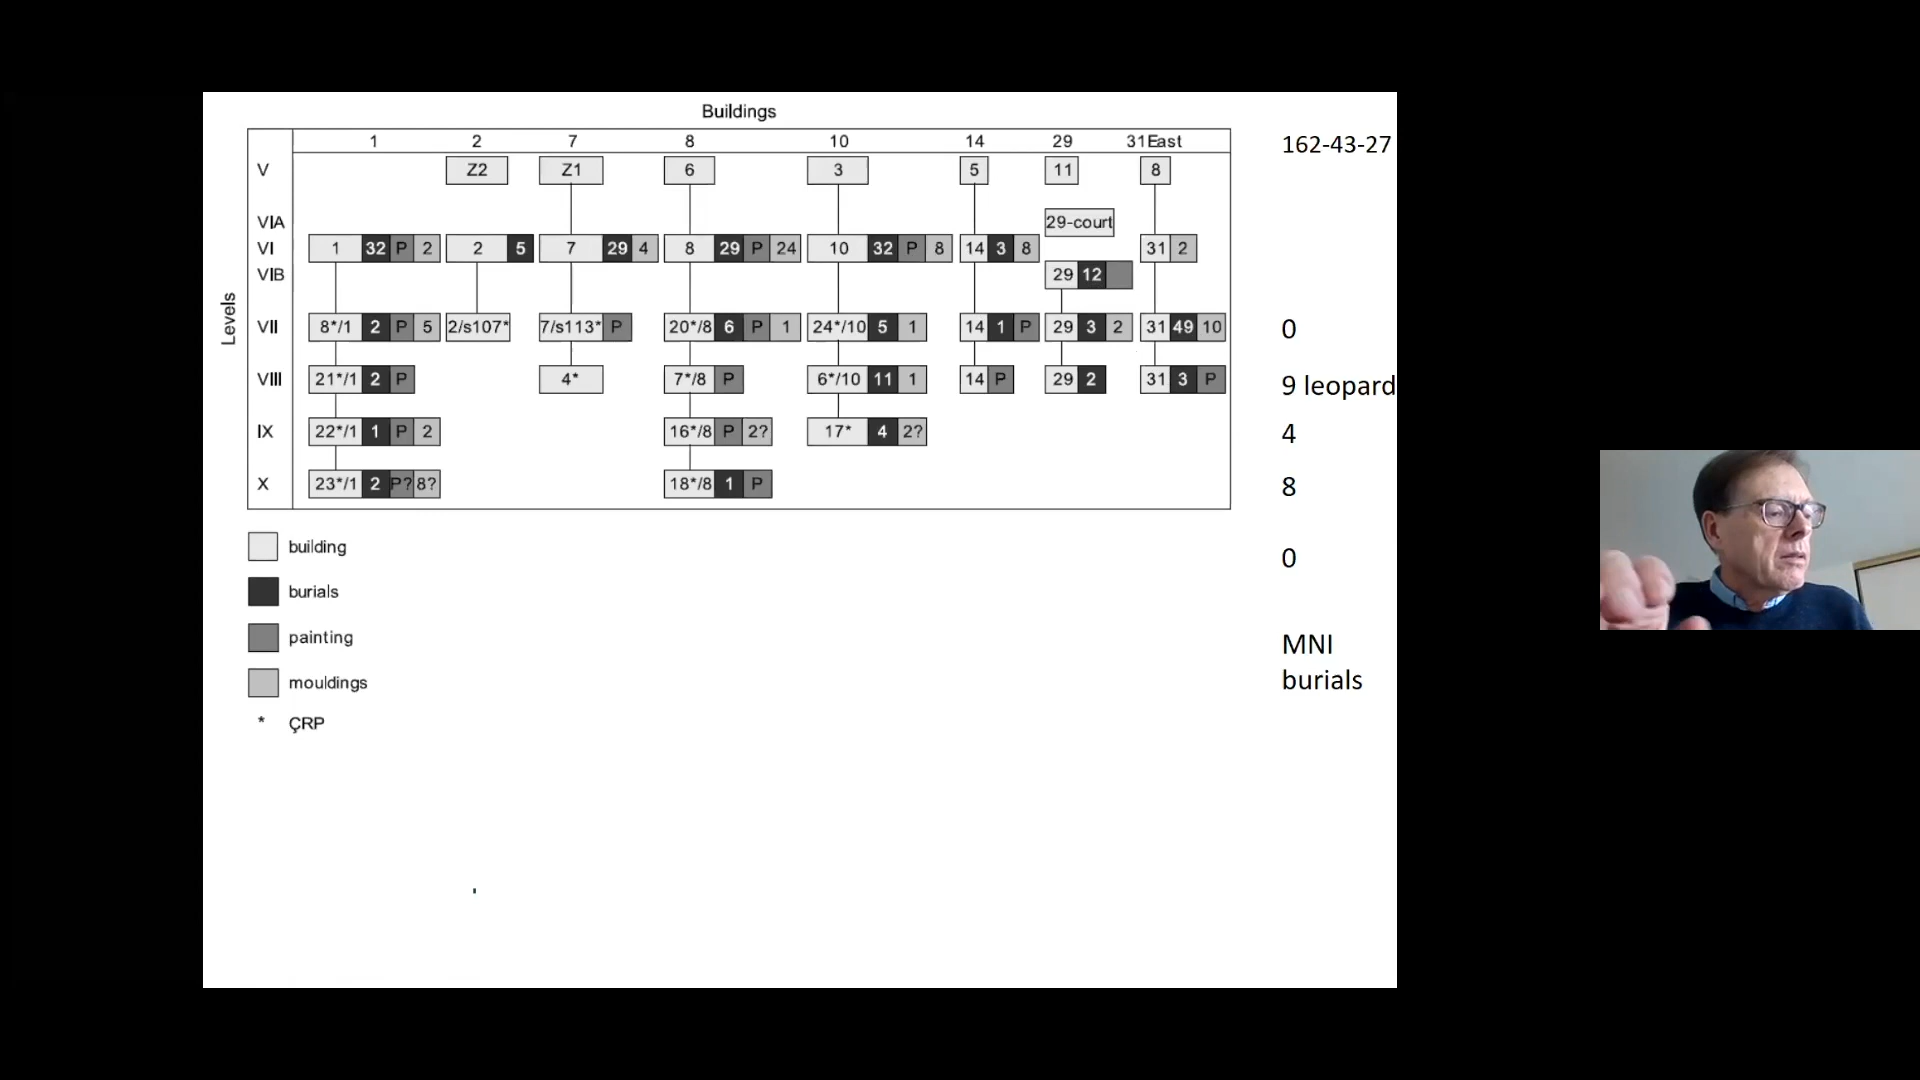 Buildings
1 2 7 8 10 14 29 31East 162-43-27
V Z2 Z1 6 3 5 11 8
VIA 29-court
VI 1 32 P 2 2 5 7 29 4 8 29 P 24 10 32 P 8 14 3 8 31 2
VIB 29 12
Levels
VII 8*/1 2 P 5 2/s107* 7/s113* P 20*/8 6 P 1 24*/10 5 1 14 1 P 29 3 2 31 49 10 0
VIII 21*/1 2 P 4* 7*/8 P 6*/10 11 1 14 P 29 2 31 3 P 9 leopard
IX 22*/1 1 P 2 16*/8 P 2? 17* 4 2? 4
X 23*/1 2 P? 8? 18*/8 1 P 8
building
0
burials
painting
MNI
burials
mouldings
* ÇRP